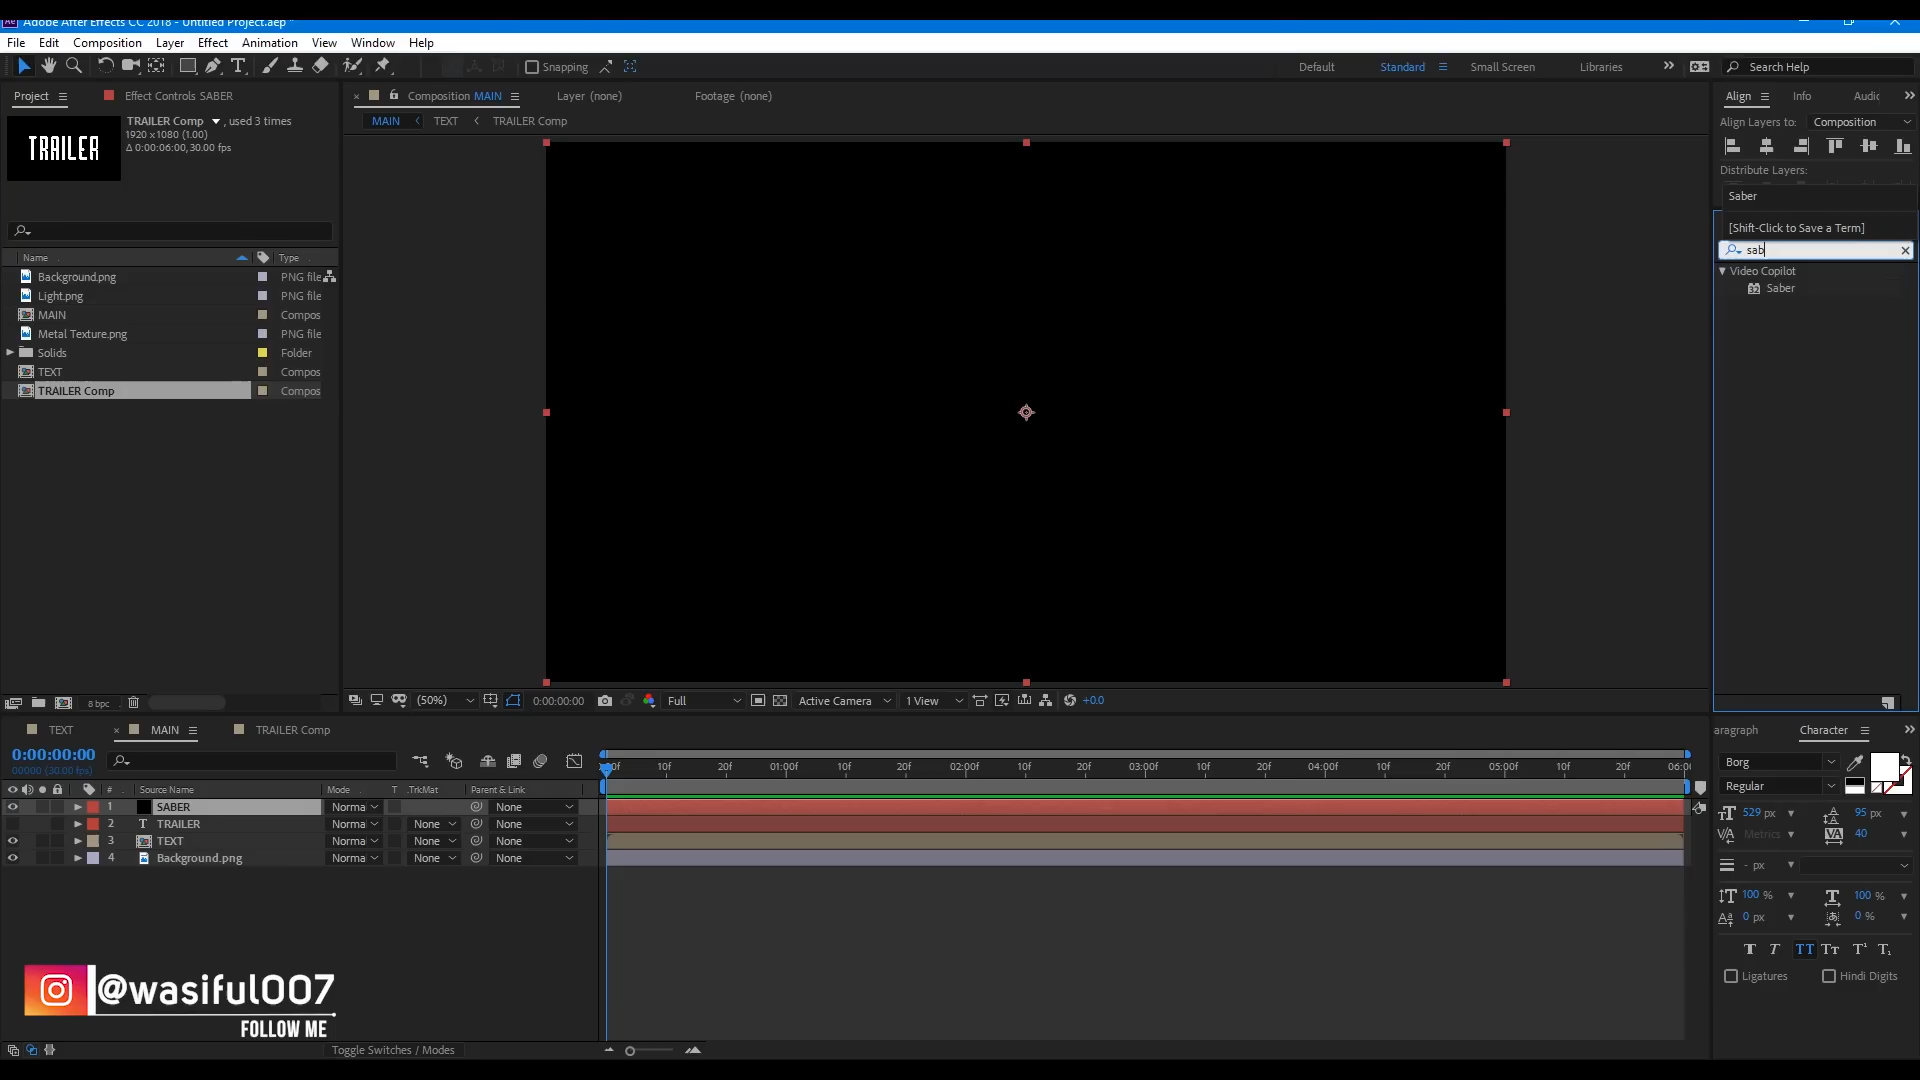 Adobe After Effects CC 2018 - Untitled Project.aep *
File Edit Composition Layer Effect Animation View Window Help
Snapping
Default Standard Small Screen Libraries Search Help
Project Effect Controls SABER
Composition MAIN Layer (none) Footage (none)
Align Info Audic
TRAILER
TRAILER Comp , used 3 times
1920 x1080 (1.00)
Δ 0:00:06:00, 30.00 fps
MAIN TEXT TRAILER Comp
Align Layers to: Composition
Distribute Layers:
Saber
[Shift-Click to Save a Term]
sab
Video Copilot
32 Saber
Name Type
Background.png PNG file
Light.png PNG file
MAIN Compos
Metal Texture.png PNG file
Solids Folder
TEXT Compos
TRAILER Comp Compos
8 bpc
(50%) 0:00:00:00 Full Active Camera 1 View +0.0
TEXT MAIN TRAILER Comp
0:00:00:00
00000 (30.00 fps)
10f 20f 01:00f 10f 20f 02:00f 10f 20f 03:00f 10f 20f 04:00f 10f 20f 05:00f 10f 20f 06:00
# Source Name Mode T .TrkMat Parent & Link
1 SABER Norma None
2 T TRAILER Norma None None
3 TEXT Norma None None
4 Background.png Norma None None
aragraph Character
Borg
Regular
529 px 95 px
Metrics 40
- px
100 % 100 %
0 px 0 %
T T TT TT T¹ T₁
Ligatures Hindi Digits
@wasiful007
FOLLOW ME
Toggle Switches / Modes